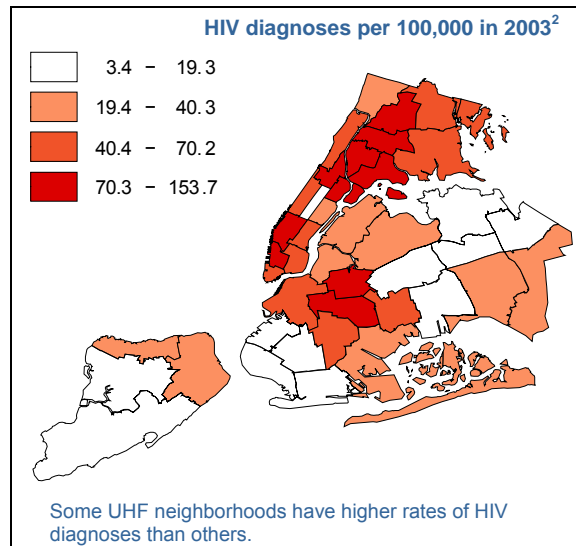 HIV diagnoses per 100,000 in 2003²
3.4 – 19.3
19.4 – 40.3
40.4 – 70.2
70.3 – 153.7
Some UHF neighborhoods have higher rates of HIV
diagnoses than others.